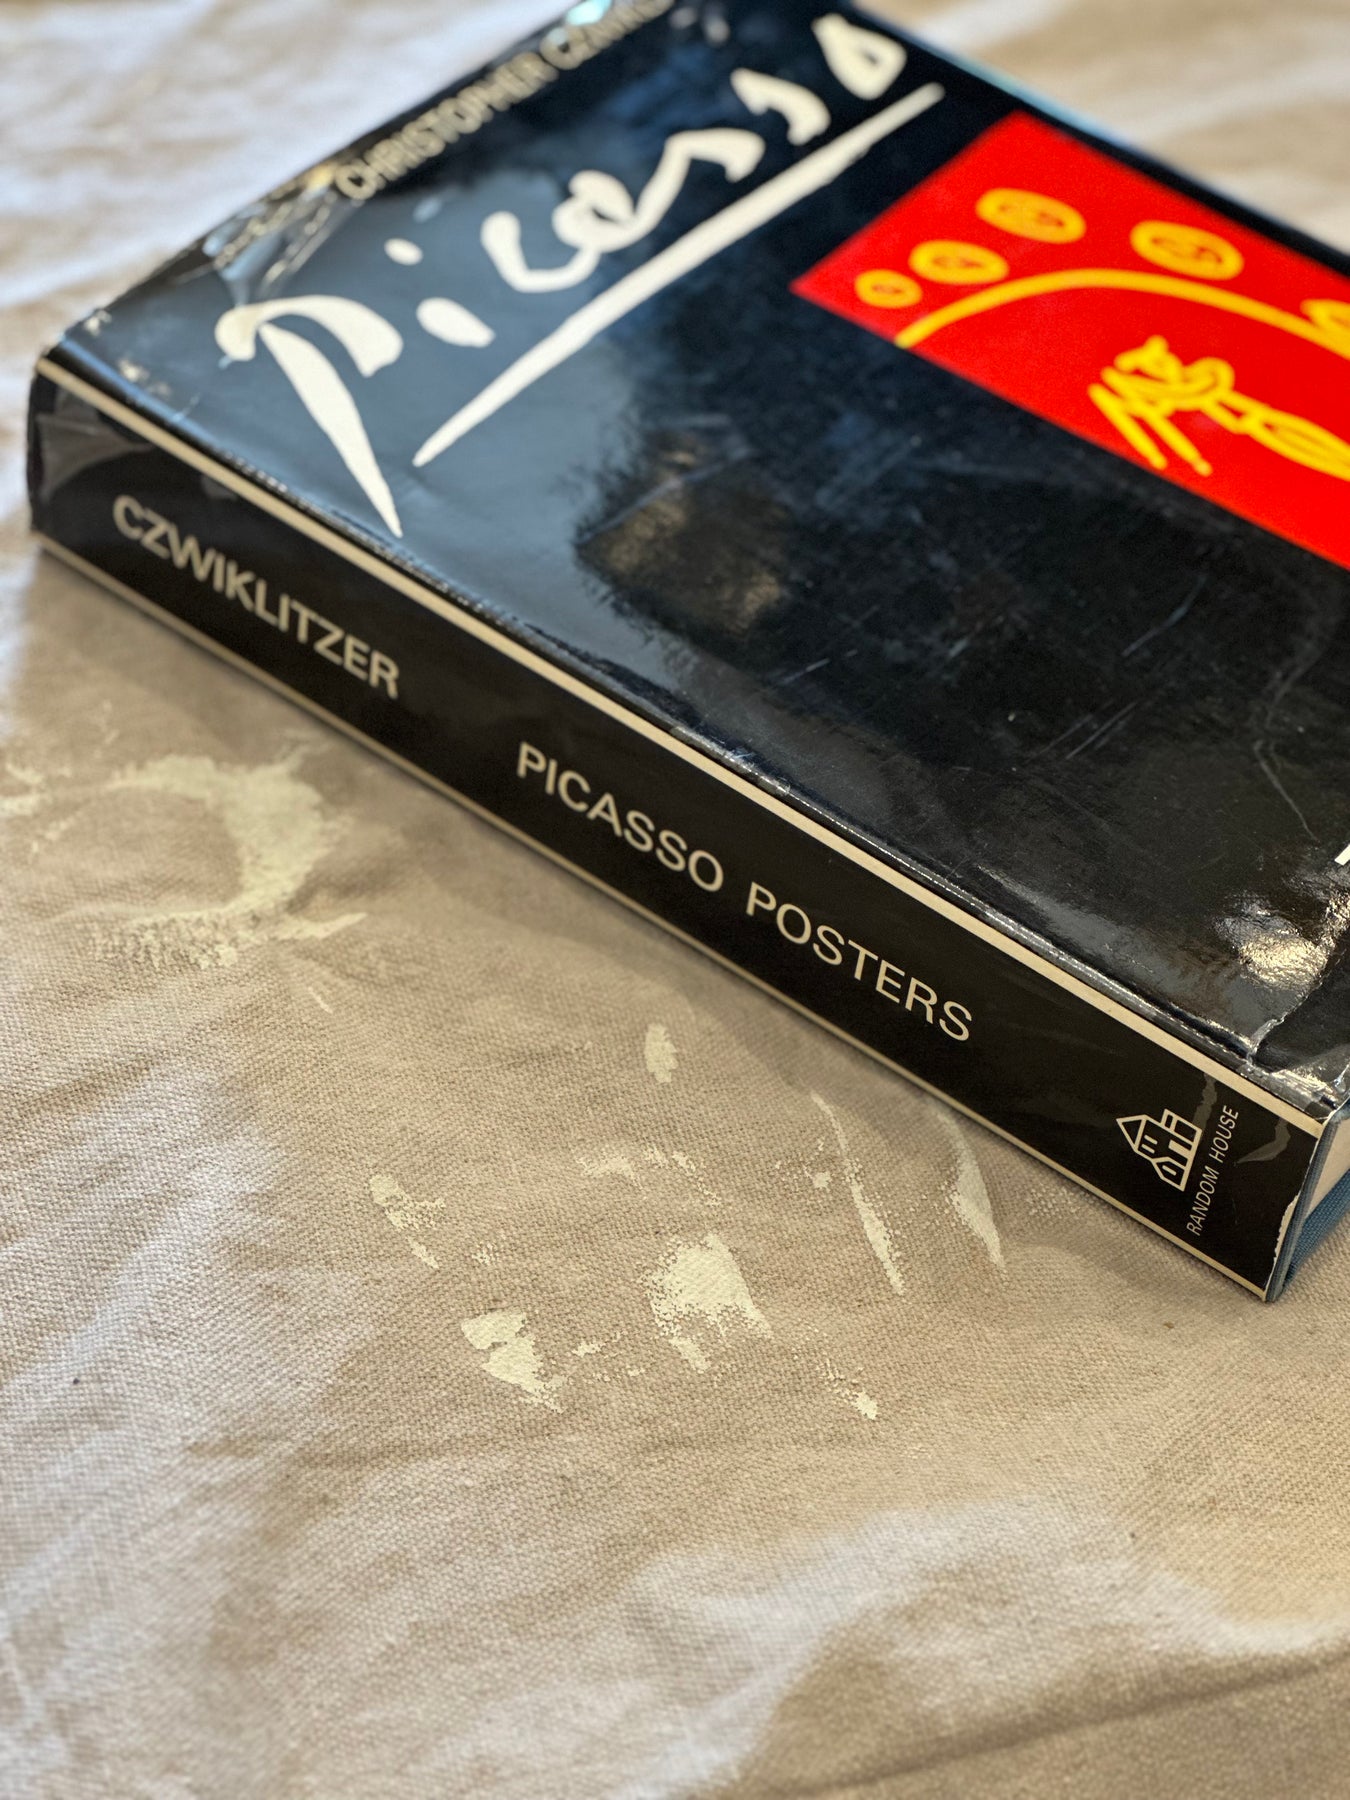 CHRISTOPHER
Picasso
CZWIKLITZER
PICASSO POSTERS
RANDOM HOUSE